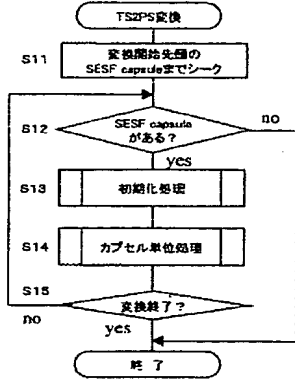 TS2PS変換
S11
変換開始先頭の
SESF capsuleまでシーク
S12
SESF capsule
がある?
no
yes
S13
初期化処理
S14
カプセル単位処理
S15
変換終了?
no
yes
終了